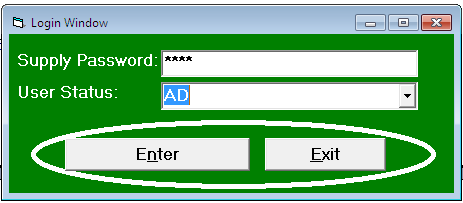 Login Window
Supply Password: ****
User Status: AD
Enter Exit